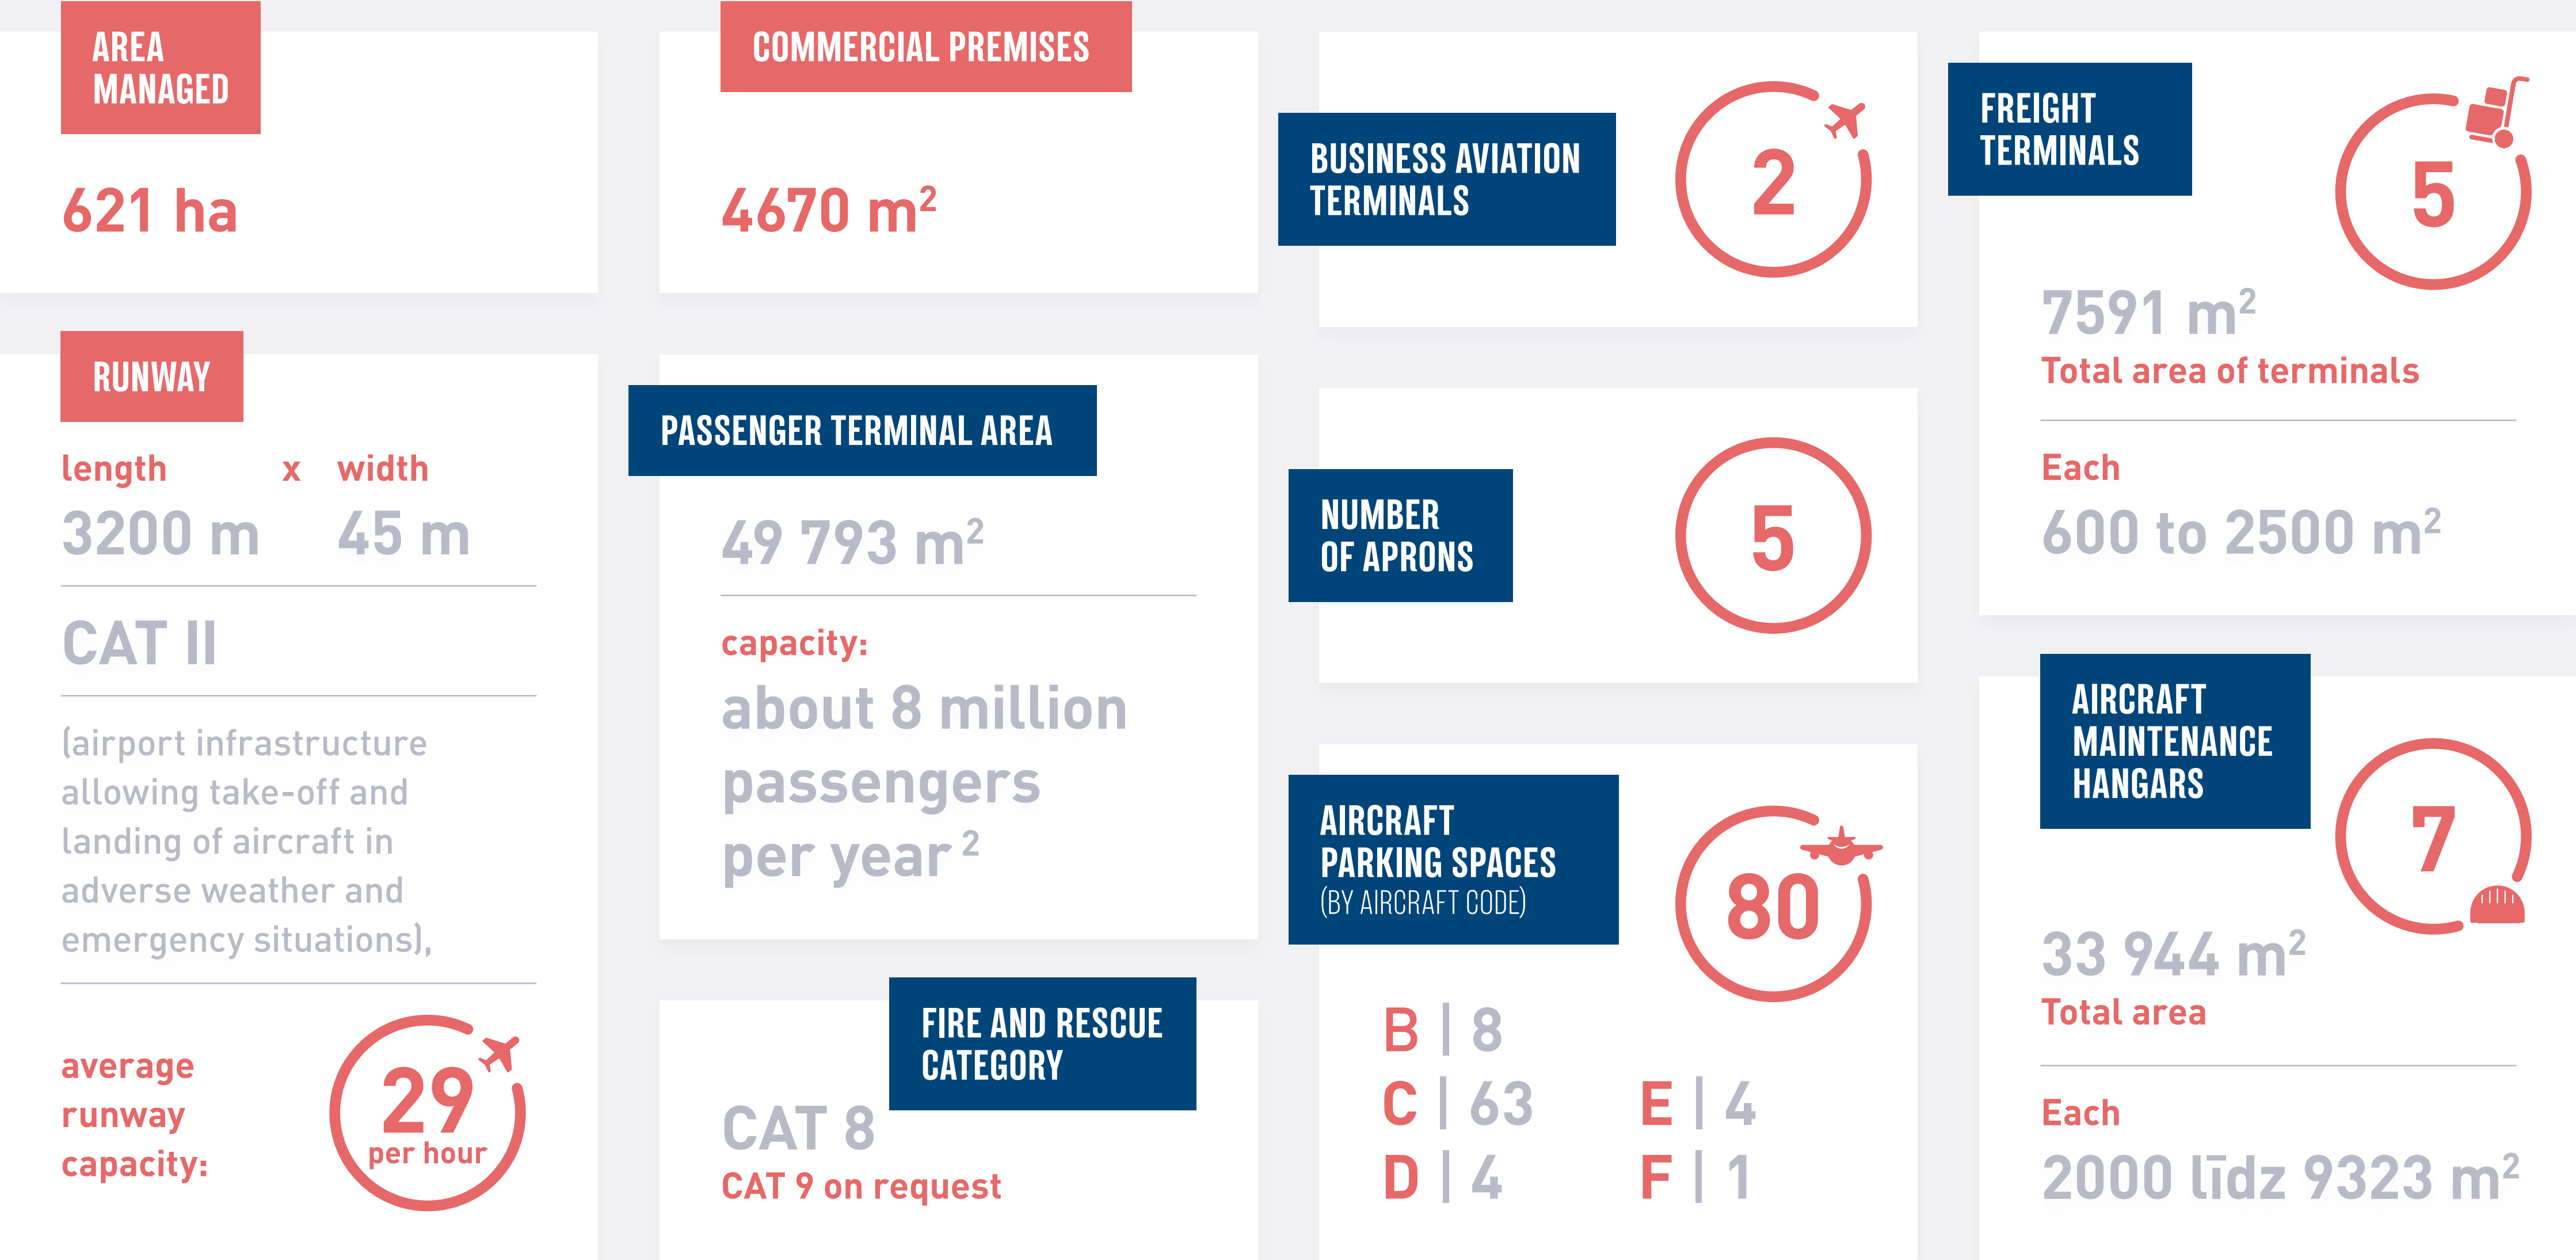 AREA
MANAGED
621 ha
RUNWAY
length x width
3200 m 45 m
CAT II
(airport infrastructure
allowing take-off and
landing of aircraft in
adverse weather and
emergency situations),
average
runway
capacity:
29
per hour
COMMERCIAL PREMISES
4670 m²
PASSENGER TERMINAL AREA
49 793 m²
capacity:
about 8 million
passengers
per year ²
FIRE AND RESCUE
CATEGORY
CAT 8
CAT 9 on request
BUSINESS AVIATION
TERMINALS
2
NUMBER
OF APRONS
5
AIRCRAFT
PARKING SPACES
(BY AIRCRAFT CODE)
80
B | 8
C | 63
D | 4
E | 4
F | 1
FREIGHT
TERMINALS
5
7591 m²
Total area of terminals
Each
600 to 2500 m²
AIRCRAFT
MAINTENANCE
HANGARS
7
33 944 m²
Total area
Each
2000 līdz 9323 m²